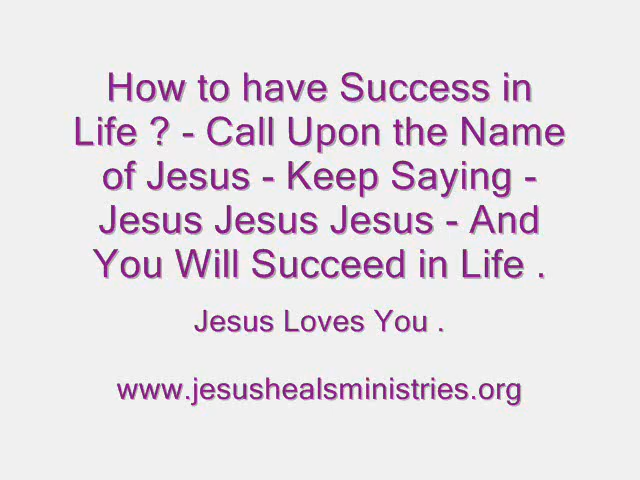 How to have Success in
Life ? - Call Upon the Name
of Jesus - Keep Saying -
Jesus Jesus Jesus - And
You Will Succeed in Life .
Jesus Loves You .
www.jesushealsministries.org